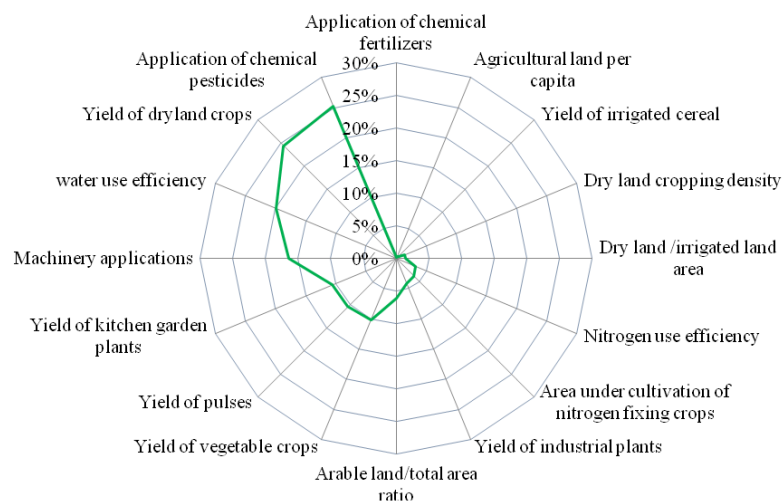 Application of chemical
fertilizers
Agricultural land per
capita
Yield of irrigated cereal
Dry land cropping density
Dry land /irrigated land
area
Nitrogen use efficiency
Area under cultivation of
nitrogen fixing crops
Yield of industrial plants
Arable land/total area
ratio
Yield of vegetable crops
Yield of pulses
Yield of kitchen garden
plants
Machinery applications
water use efficiency
Yield of dry land crops
Application of chemical
pesticides
30%
25%
20%
15%
10%
5%
0%